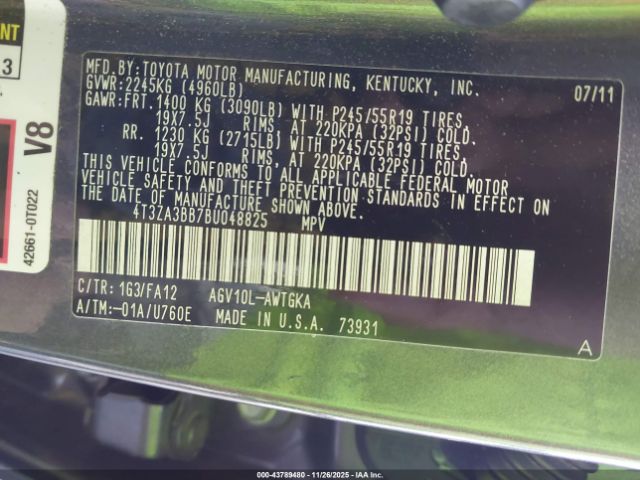 MFD.BY:TOYOTA MOTOR MANUFACTURING, KENTUCKY, INC.
07/11
GVWR:2245KG (4960LB)
GAWR:FRT.1400 KG (3090LB) WITH P245/55R19 TIRES,
19X7.5J RIMS, AT 220KPA (32PSI) COLD.
RR. 1230 KG (2715LB) WITH P245/55R19 TIRES,
19X7.5J RIMS, AT 220KPA (32PSI) COLD.
THIS VEHICLE CONFORMS TO ALL APPLICABLE FEDERAL MOTOR
VEHICLE SAFETY AND THEFT PREVENTION STANDARDS IN EFFECT ON
THE DATE OF MANUFACTURE SHOWN ABOVE.
4T3ZA3BB7BU048825 MPV
C/TR:1G3/FA12 AGV10L-AWTGKA
A/TM:-01A/U760E MADE IN U.S.A. 73931
A
3
V8
42661-0T022
000-43789480 - 11/26/2025 - IAAI.CA